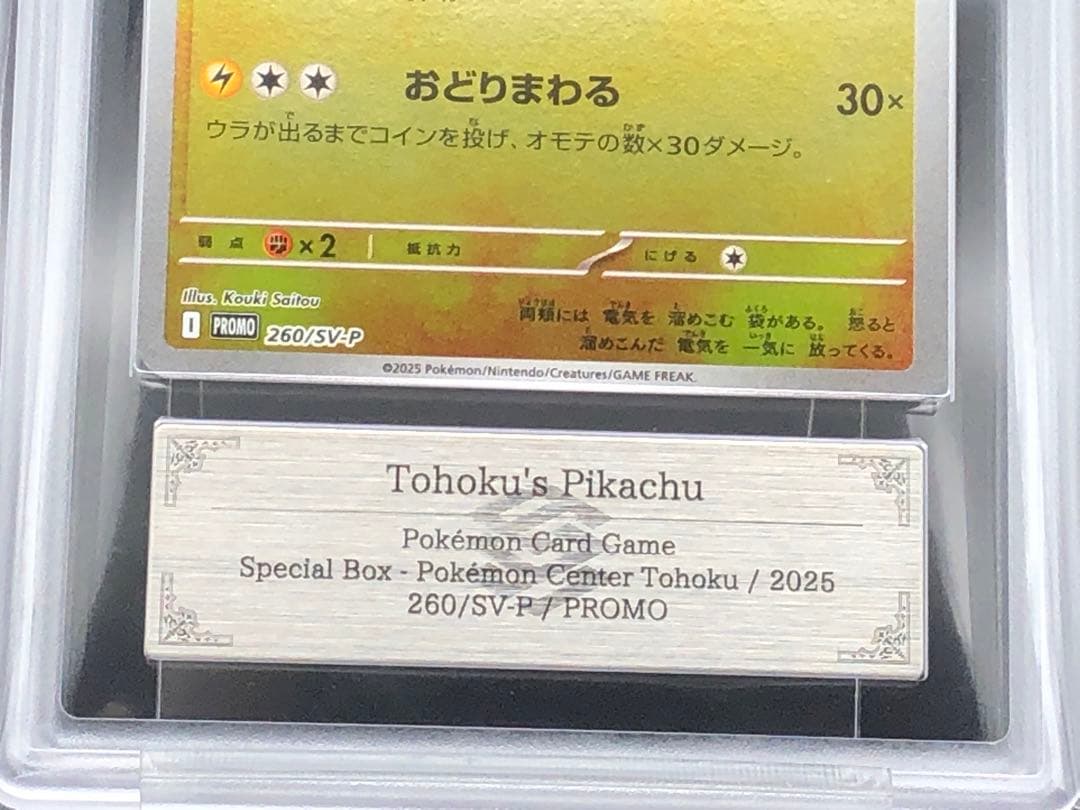 おどりまわる 30×
ウラが出るまでコインを投げ、オモテの数×30ダメージ。
弱点 ×2 抵抗力 にげる
Illus. Kouki Saitou
I PROMO 260/SV-P
両頬には 電気を 溜めこむ 袋がある。 怒ると
溜めこんだ 電気を 一気に 放ってくる。
©2025 Pokémon/Nintendo/Creatures/GAME FREAK.
Tohoku's Pikachu
Pokémon Card Game
Special Box - Pokémon Center Tohoku / 2025
260/SV-P / PROMO